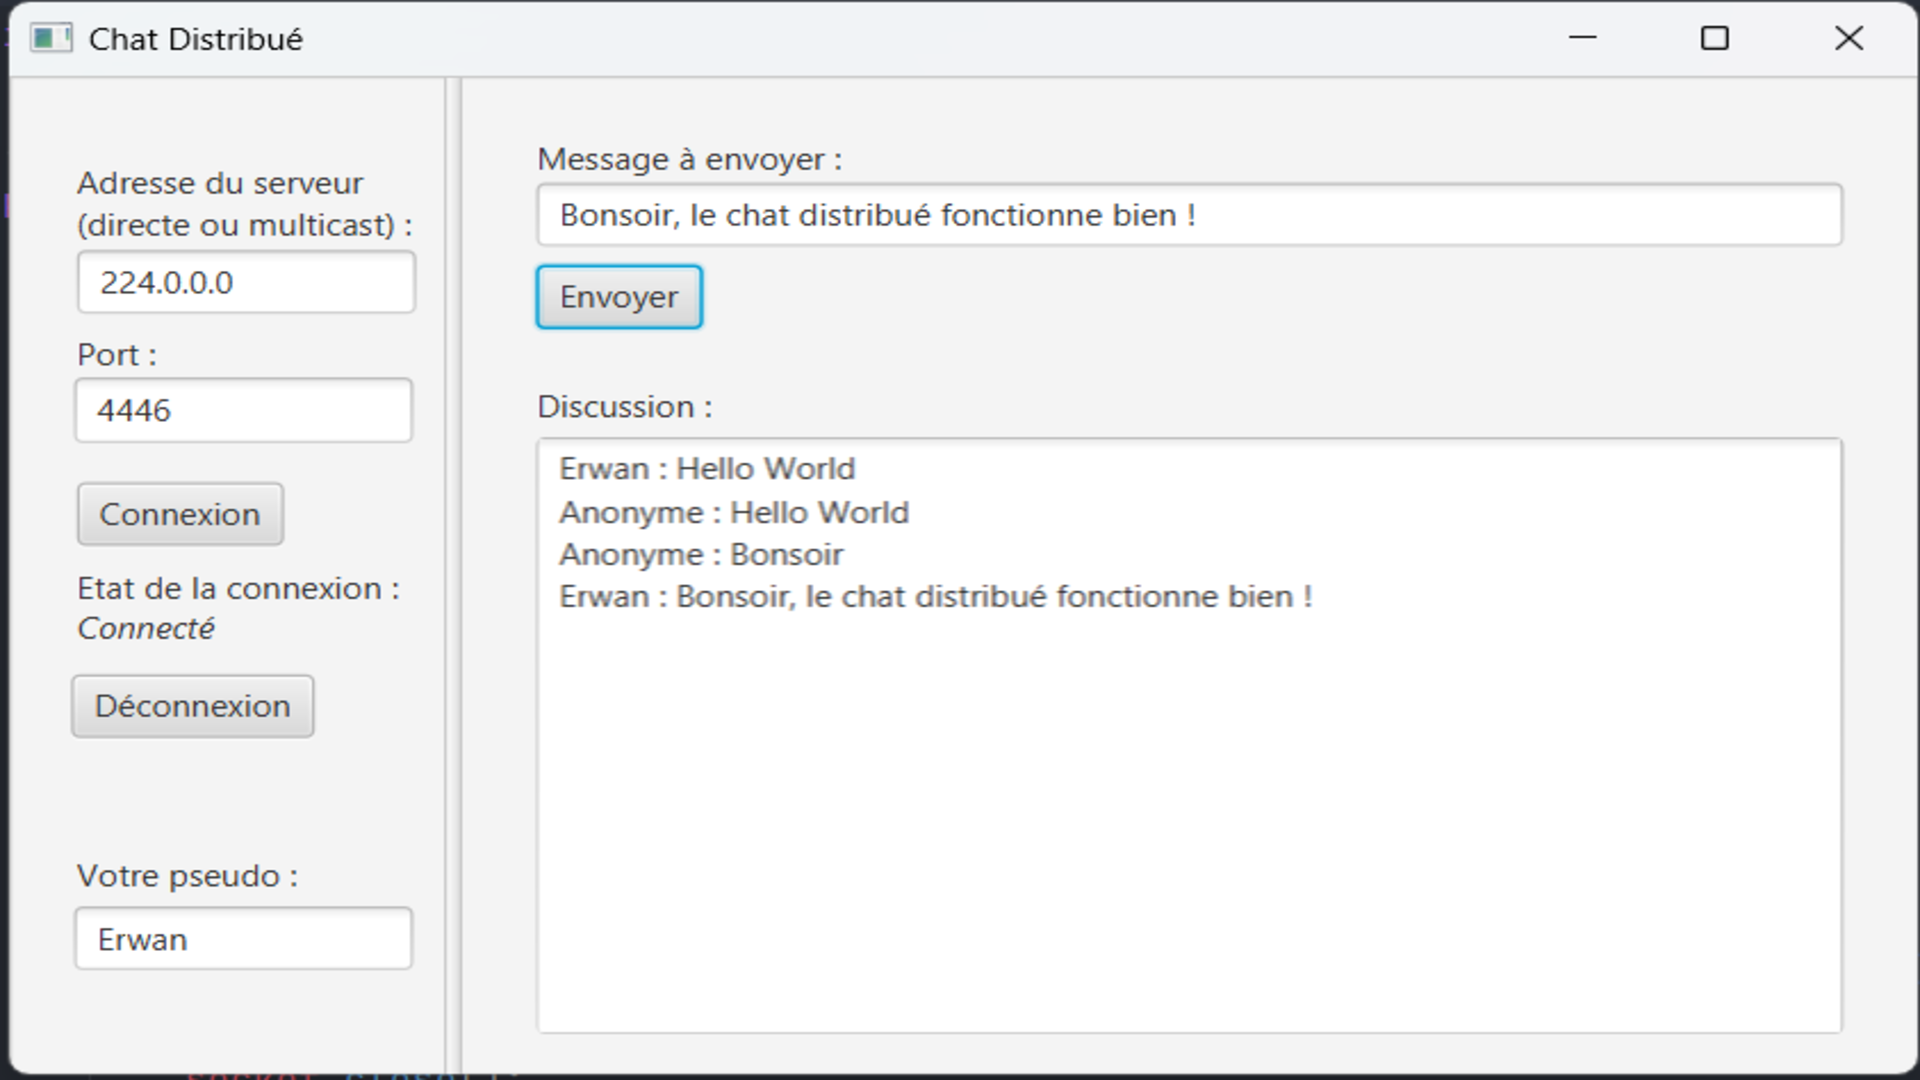 Chat Distribué
Adresse du serveur
(directe ou multicast) :
224.0.0.0
Port :
4446
Connexion
Etat de la connexion :
Connecté
Déconnexion
Votre pseudo :
Erwan
Message à envoyer :
Bonsoir, le chat distribué fonctionne bien !
Envoyer
Discussion :
Erwan : Hello World
Anonyme : Hello World
Anonyme : Bonsoir
Erwan : Bonsoir, le chat distribué fonctionne bien !